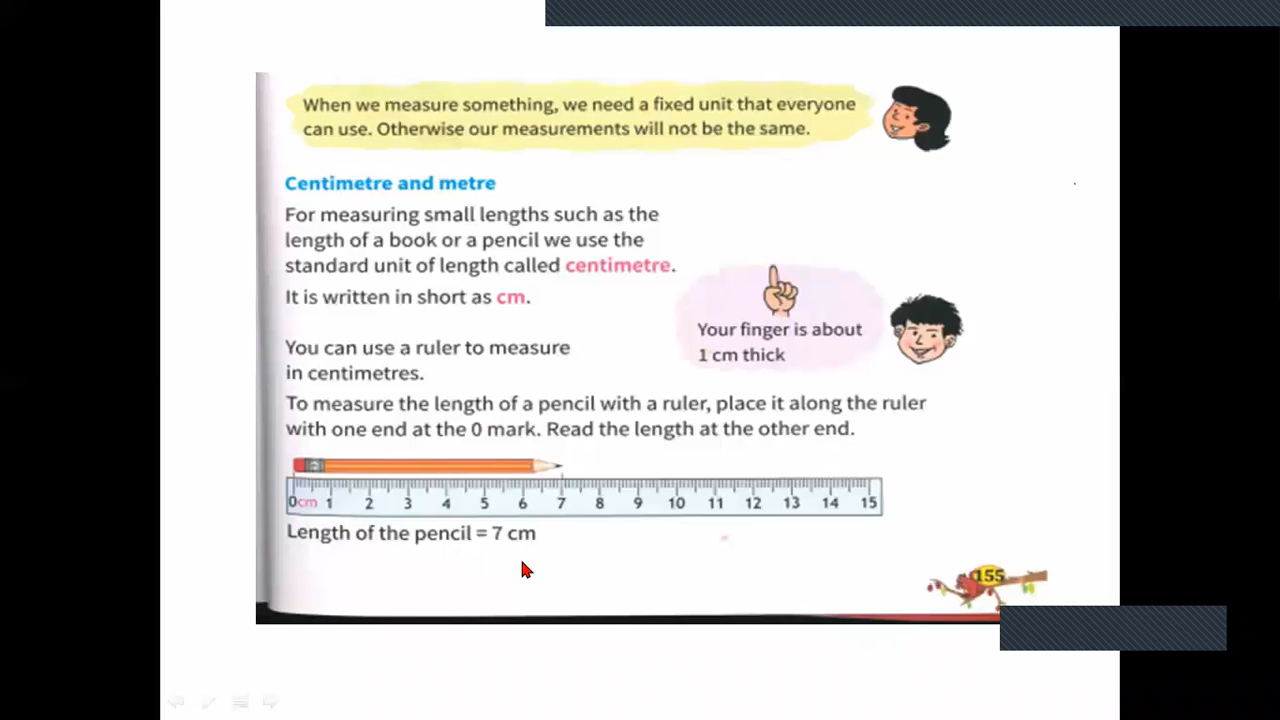 When we measure something, we need a fixed unit that everyone
can use. Otherwise our measurements will not be the same.
Centimetre and metre
For measuring small lengths such as the
length of a book or a pencil we use the
standard unit of length called centimetre.
It is written in short as cm.
Your finger is about
1 cm thick
You can use a ruler to measure
in centimetres.
To measure the length of a pencil with a ruler, place it along the ruler
with one end at the 0 mark. Read the length at the other end.
0cm 1 2 3 4 5 6 7 8 9 10 11 12 13 14 15
Length of the pencil = 7 cm
155